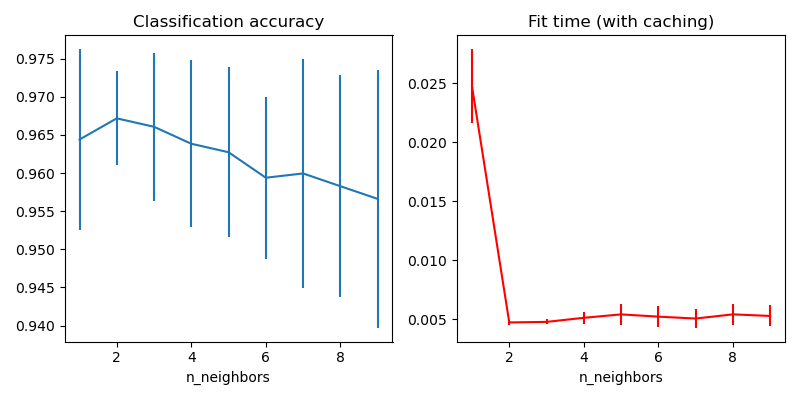 Classification accuracy
0.975
0.970
0.965
0.960
0.955
0.950
0.945
0.940
2 4 6 8
n_neighbors
Fit time (with caching)
0.025
0.020
0.015
0.010
0.005
2 4 6 8
n_neighbors